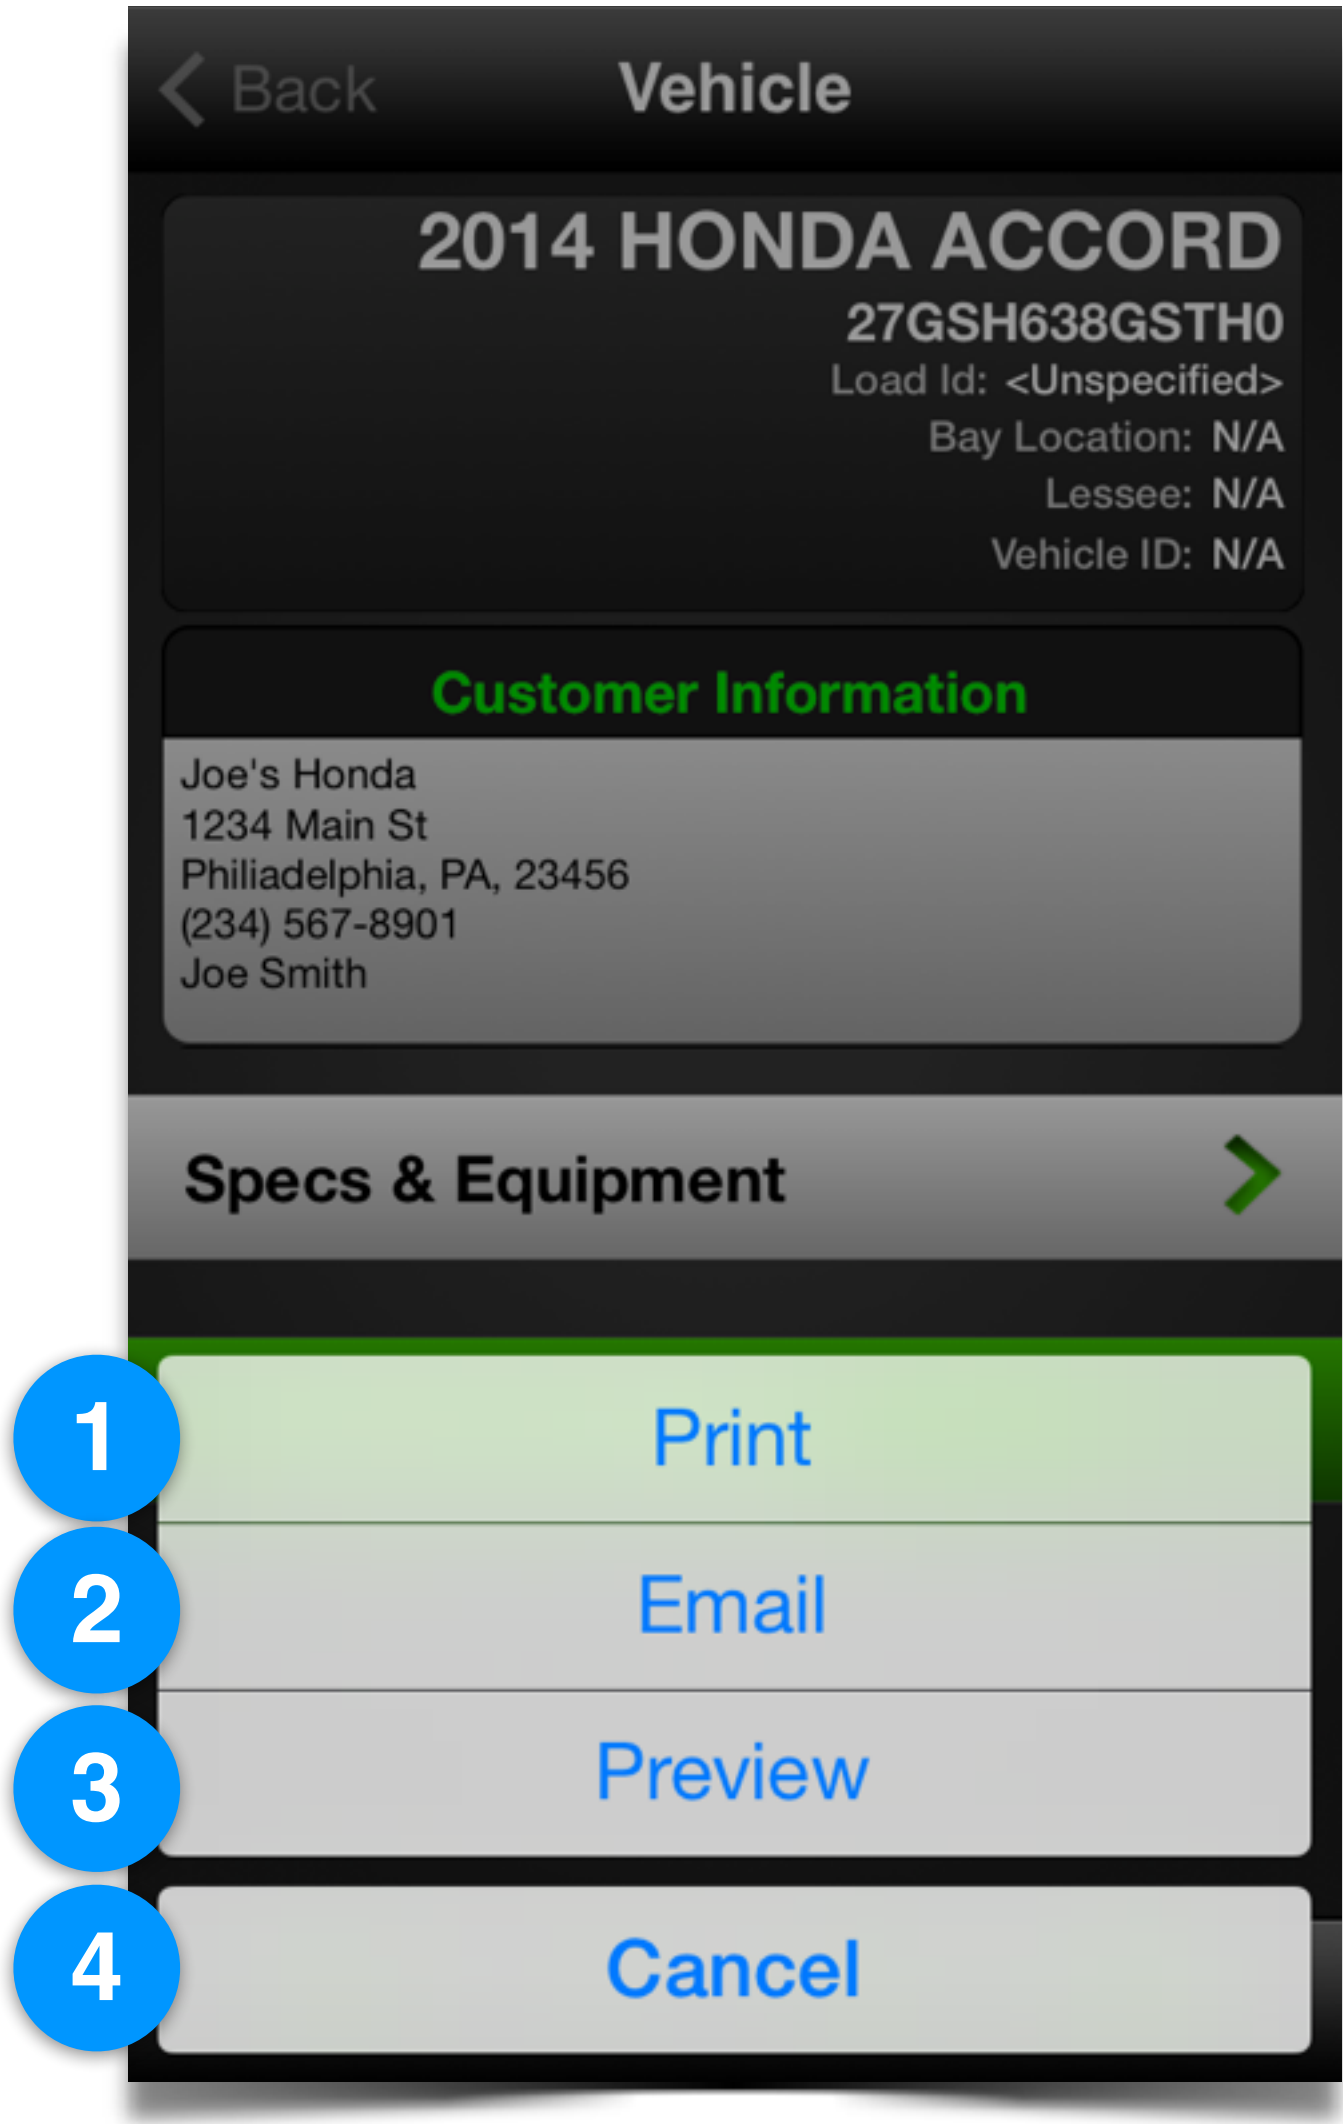 Back
Vehicle
2014 HONDA ACCORD
27GSH638GSTH0
Load Id: <Unspecified>
Bay Location: N/A
Lessee: N/A
Vehicle ID: N/A
Customer Information
Joe's Honda
1234 Main St
Philiadelphia, PA, 23456
(234) 567-8901
Joe Smith
Specs & Equipment
1 Print
2 Email
3 Preview
4 Cancel